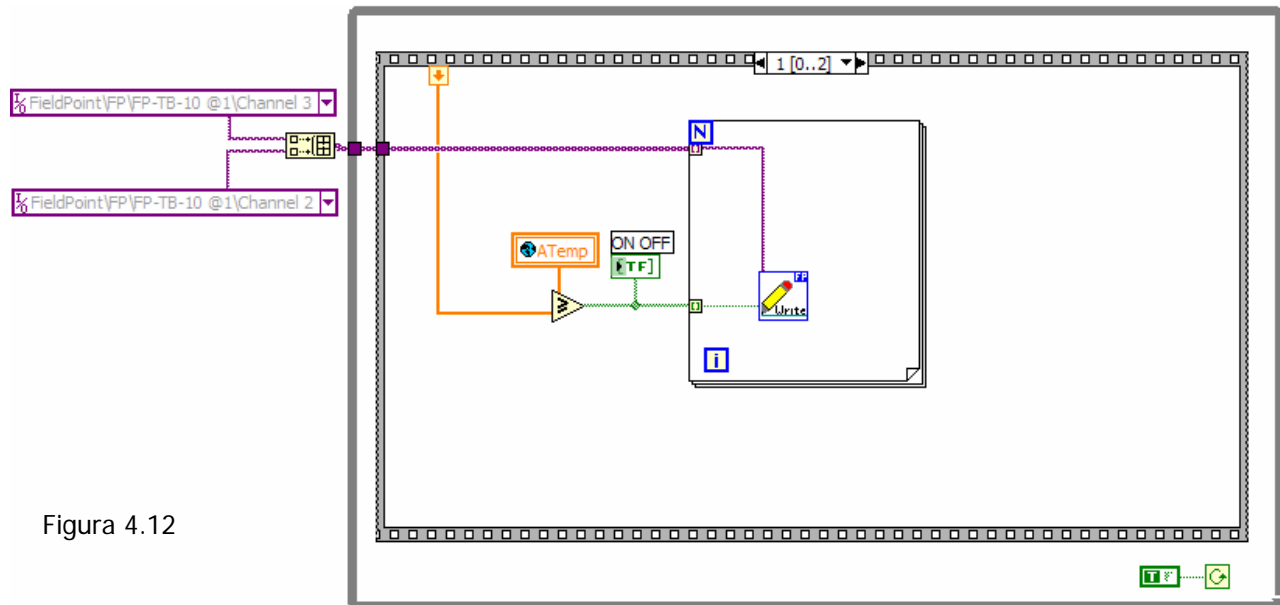 1 [0..2]
FieldPoint\FP\FP-TB-10 @1\Channel 3
FieldPoint\FP\FP-TB-10 @1\Channel 2
N
ATemp
ON OFF
TF
FP
Write
i
Figura 4.12
T